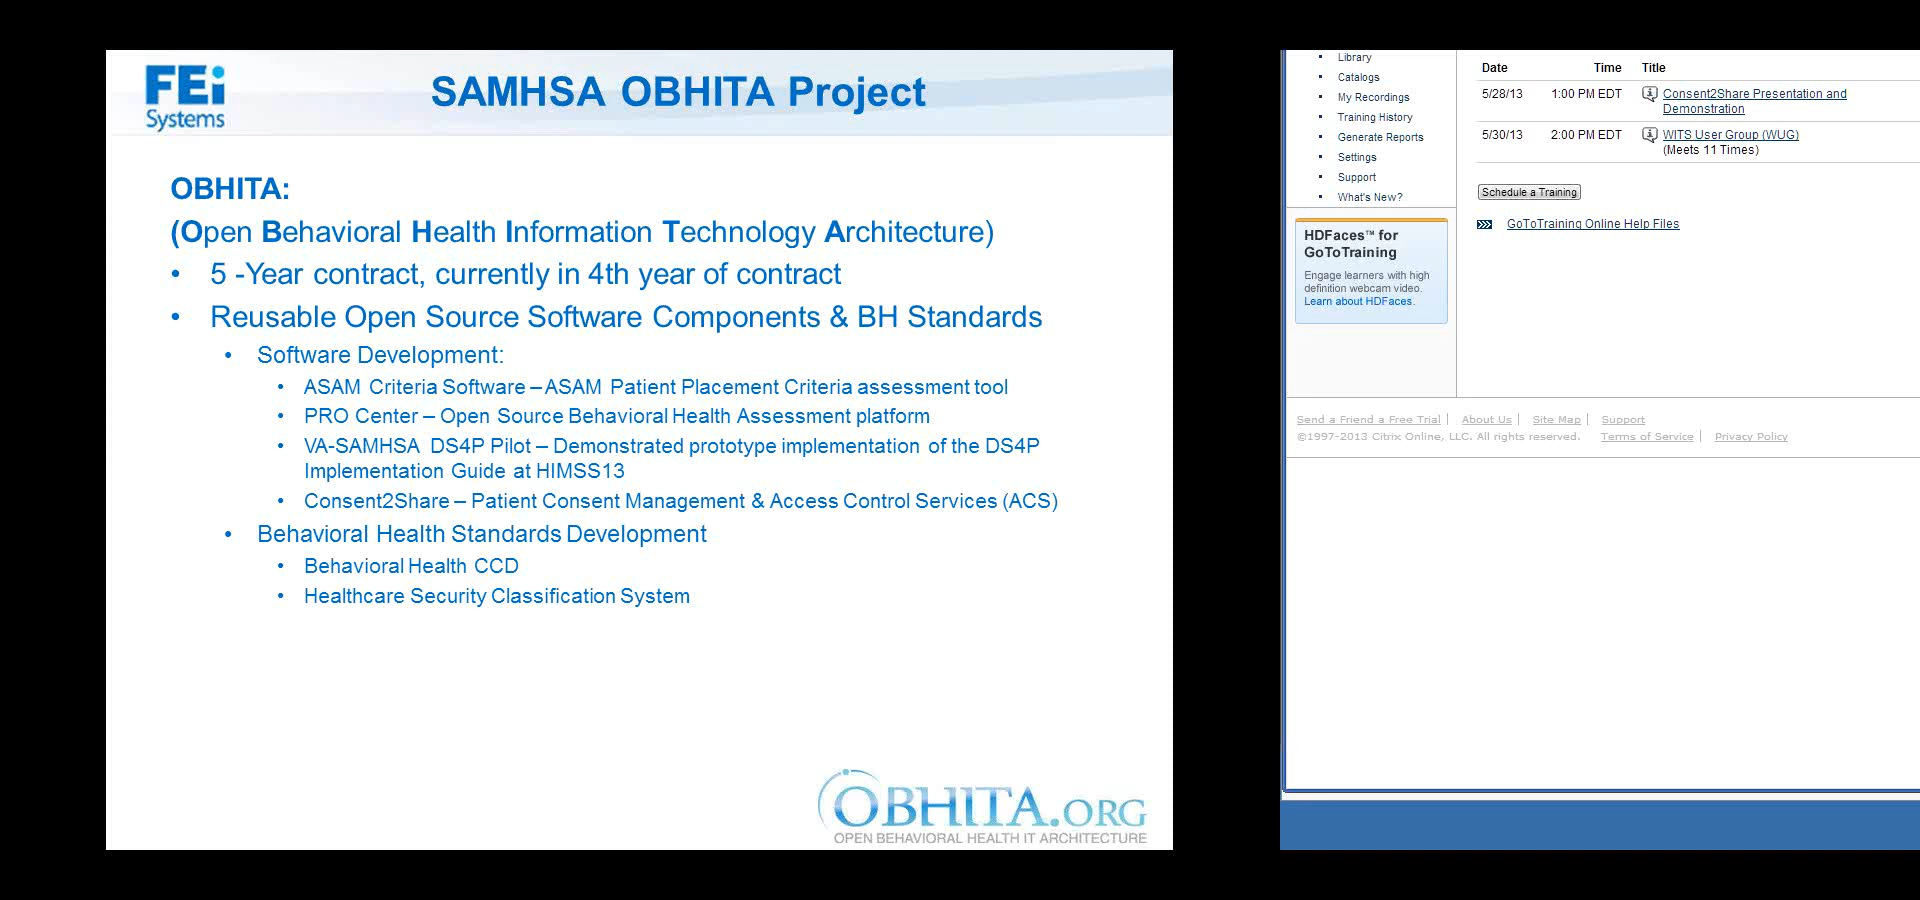 FEi
Systems
SAMHSA OBHITA Project
OBHITA:
(Open Behavioral Health Information Technology Architecture)
• 5 -Year contract, currently in 4th year of contract
• Reusable Open Source Software Components & BH Standards
• Software Development:
• ASAM Criteria Software – ASAM Patient Placement Criteria assessment tool
• PRO Center – Open Source Behavioral Health Assessment platform
• VA-SAMHSA DS4P Pilot – Demonstrated prototype implementation of the DS4P
Implementation Guide at HIMSS13
• Consent2Share – Patient Consent Management & Access Control Services (ACS)
• Behavioral Health Standards Development
• Behavioral Health CCD
• Healthcare Security Classification System
OBHITA.ORG
OPEN BEHAVIORAL HEALTH IT ARCHITECTURE
Library
Catalogs
My Recordings
Training History
Generate Reports
Settings
Support
What's New?
HDFaces™ for
GoToTraining
Engage learners with high
definition webcam video.
Learn about HDFaces.
Date Time Title
5/28/13 1:00 PM EDT Consent2Share Presentation and
Demonstration
5/30/13 2:00 PM EDT WITS User Group (WUG)
(Meets 11 Times)
Schedule a Training
GoToTraining Online Help Files
Send a Friend a Free Trial | About Us | Site Map | Support
©1997-2013 Citrix Online, LLC. All rights reserved. Terms of Service | Privacy Policy